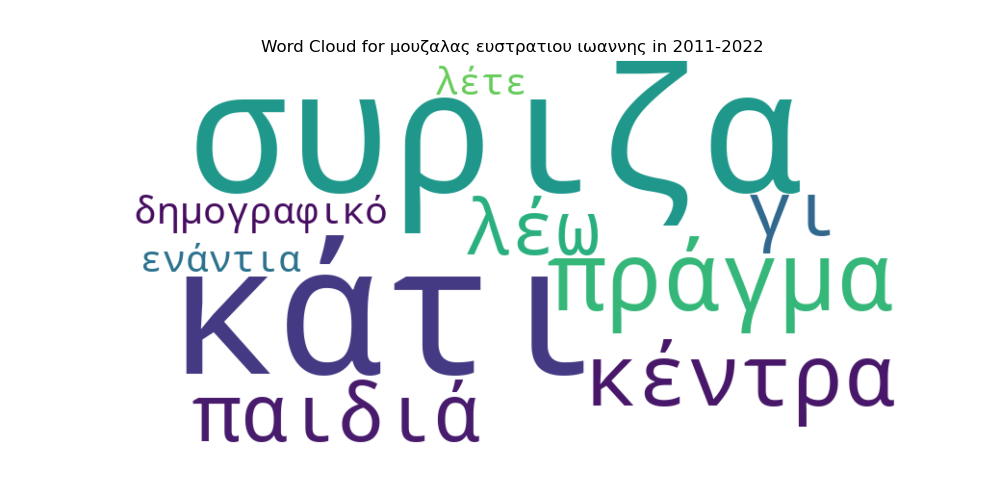 Word Cloud for μουζαλας ευστρατιου ιωαννης in 2011-2022
λέτε
συριζα
δημογραφικό
λέω
γι
ενάντια
πράγμα
κάτι
κέντρα
παιδιά